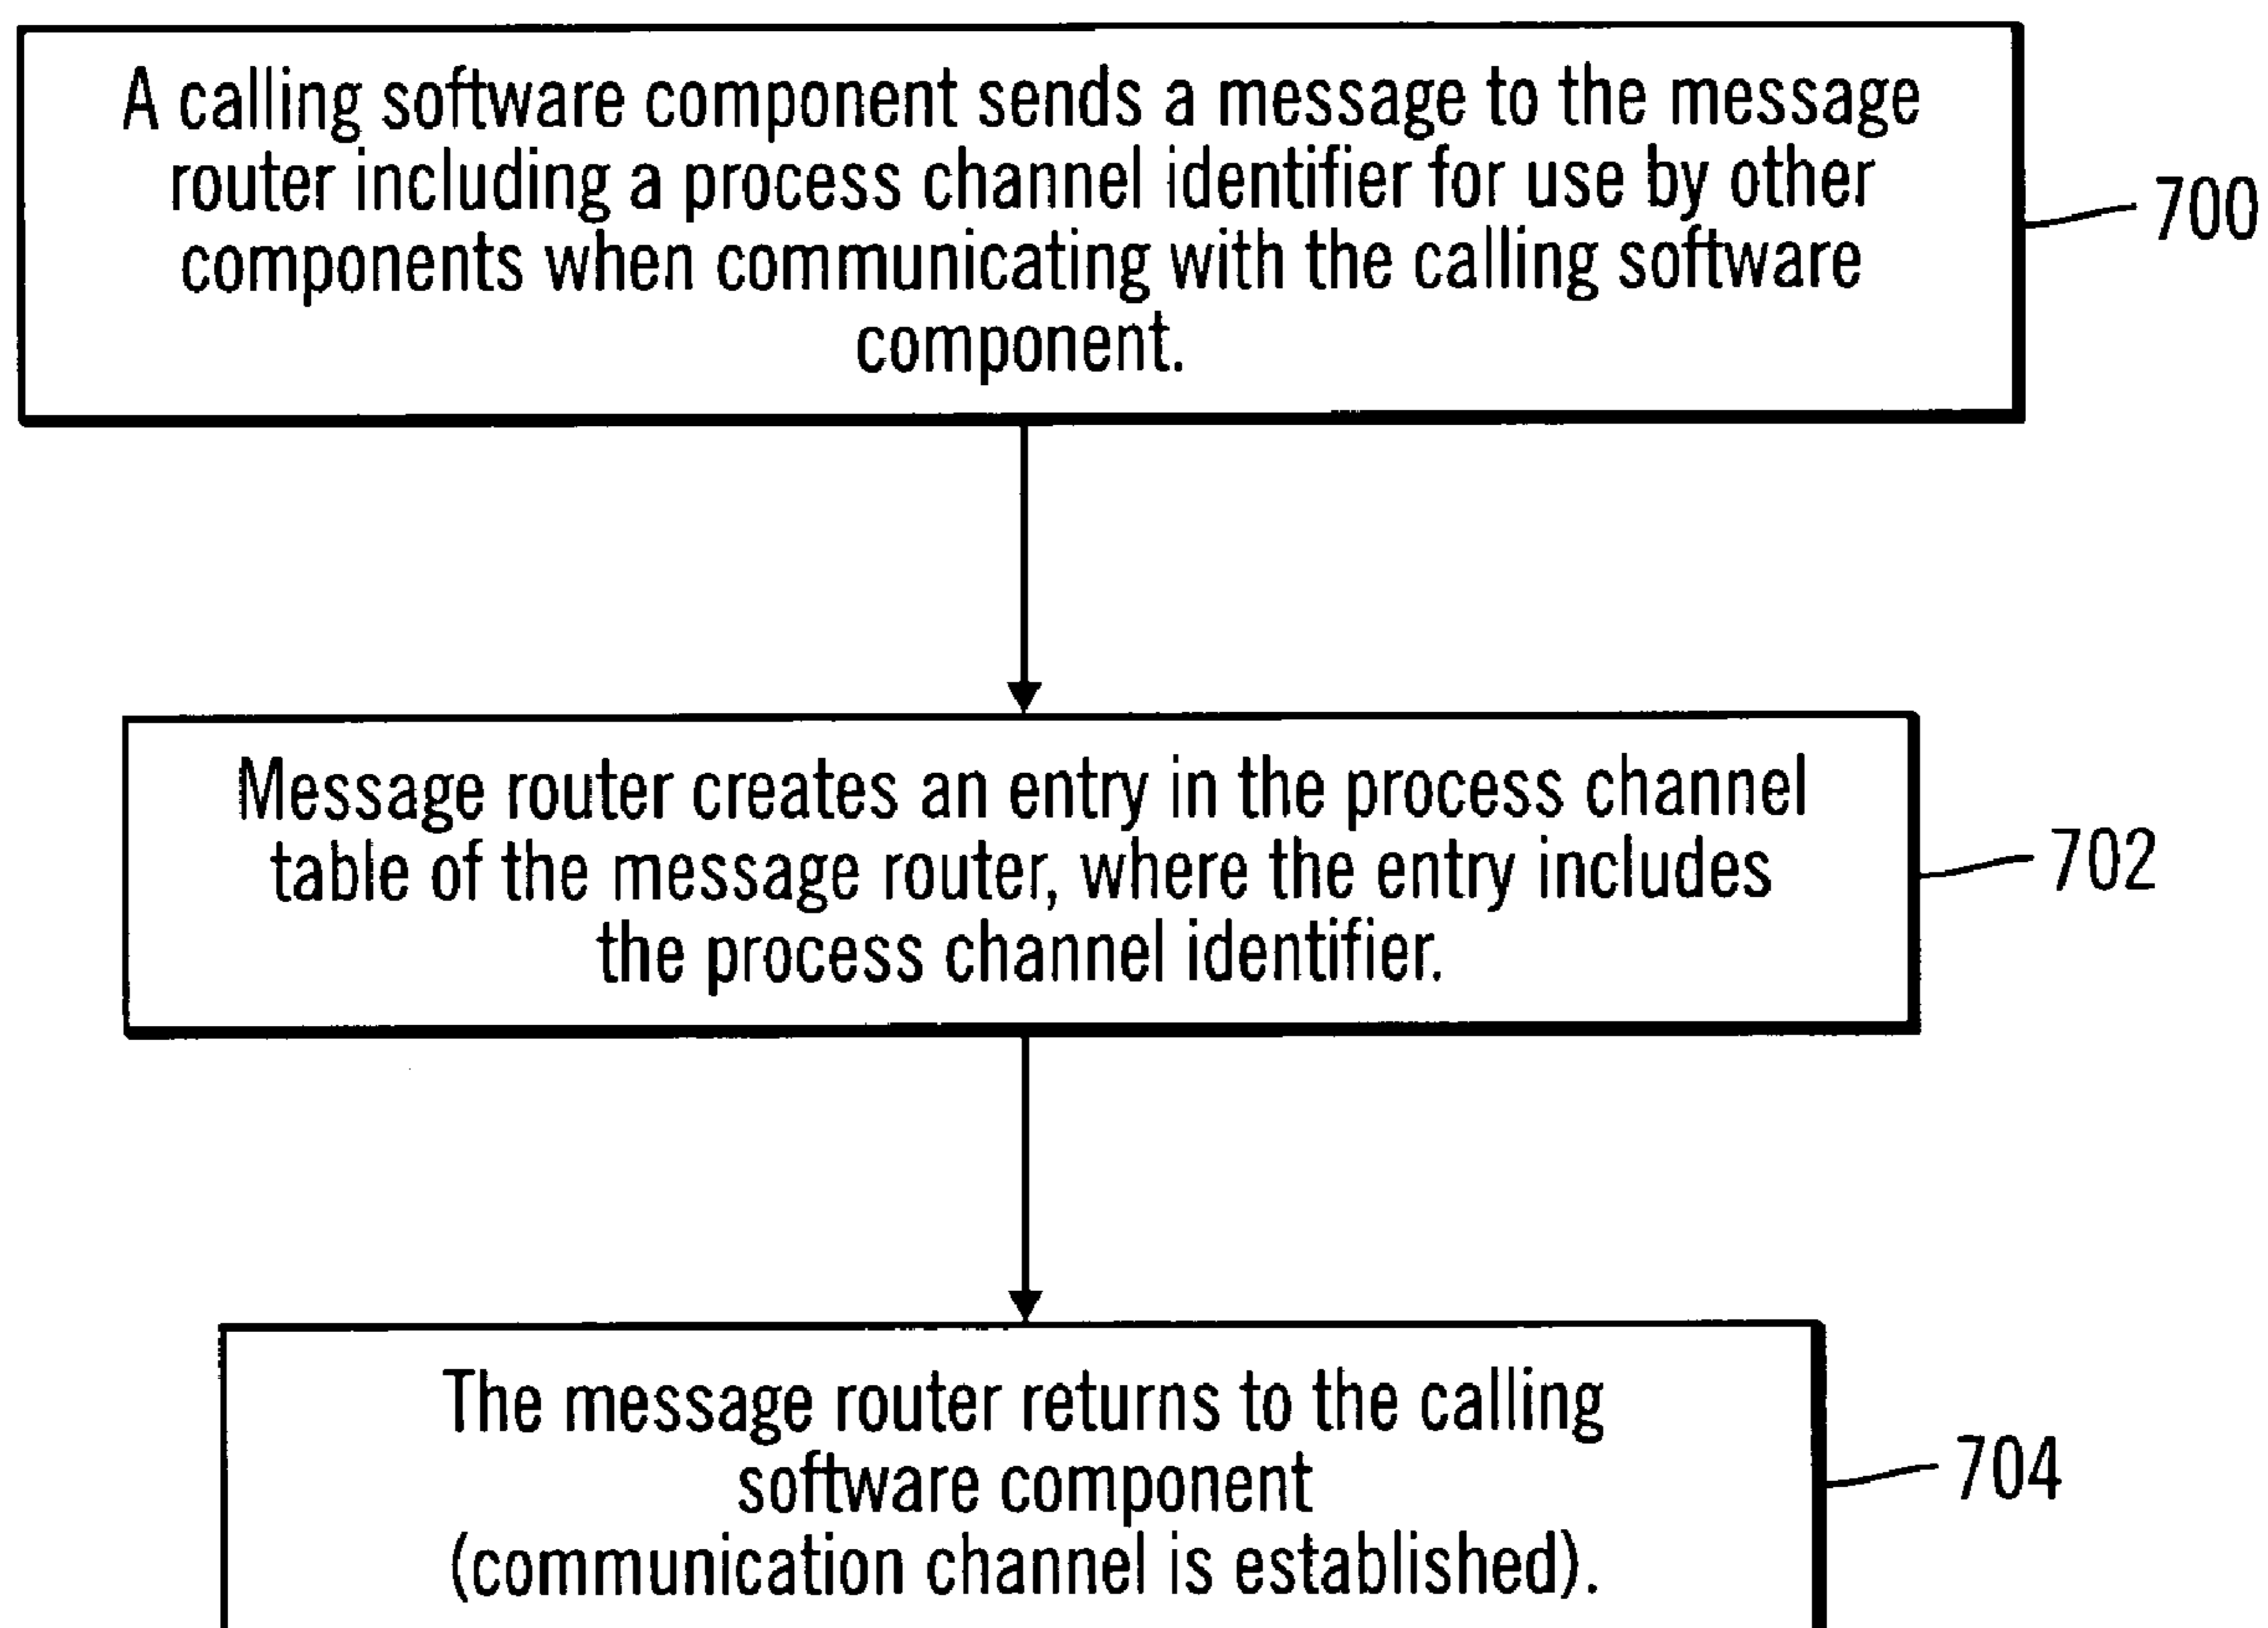 A calling software component sends a message to the message
router including a process channel identifier for use by other
components when communicating with the calling software
component.
700
Message router creates an entry in the process channel
table of the message router, where the entry includes
the process channel identifier.
702
The message router returns to the calling
software component
(communication channel is established).
704